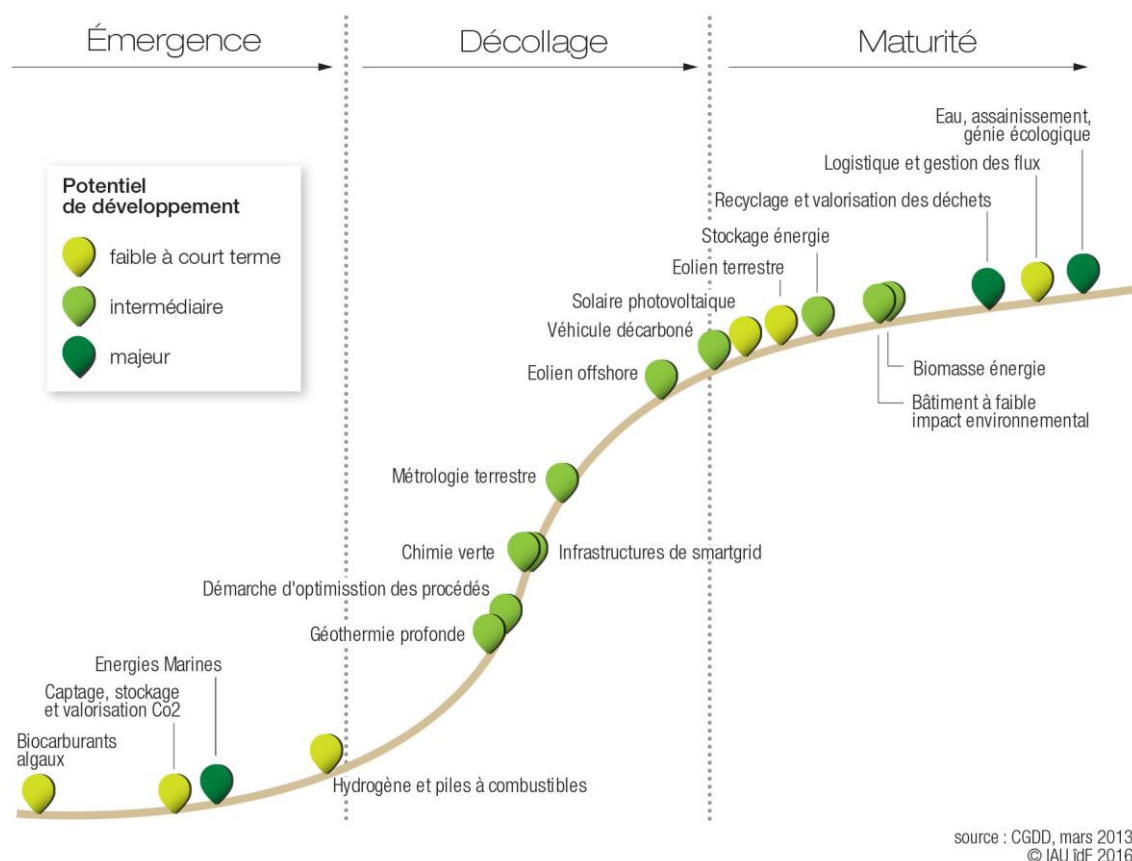 Émergence
Décollage
Maturité
Potentiel
de développement
faible à court terme
intermédiaire
majeur
Eau, assainissement,
génie écologique
Logistique et gestion des flux
Recyclage et valorisation des déchets
Stockage énergie
Eolien terrestre
Solaire photovoltaique
Véhicule décarboné
Eolien offshore
Biomasse énergie
Bâtiment à faible
impact environnemental
Métrologie terrestre
Chimie verte
Infrastructures de smartgrid
Démarche d'optimisstion des procédés
Géothermie profonde
Energies Marines
Captage, stockage
et valorisation Co2
Biocarburants
algaux
Hydrogène et piles à combustibles
source : CGDD, mars 2013
© IAU îdF 2016